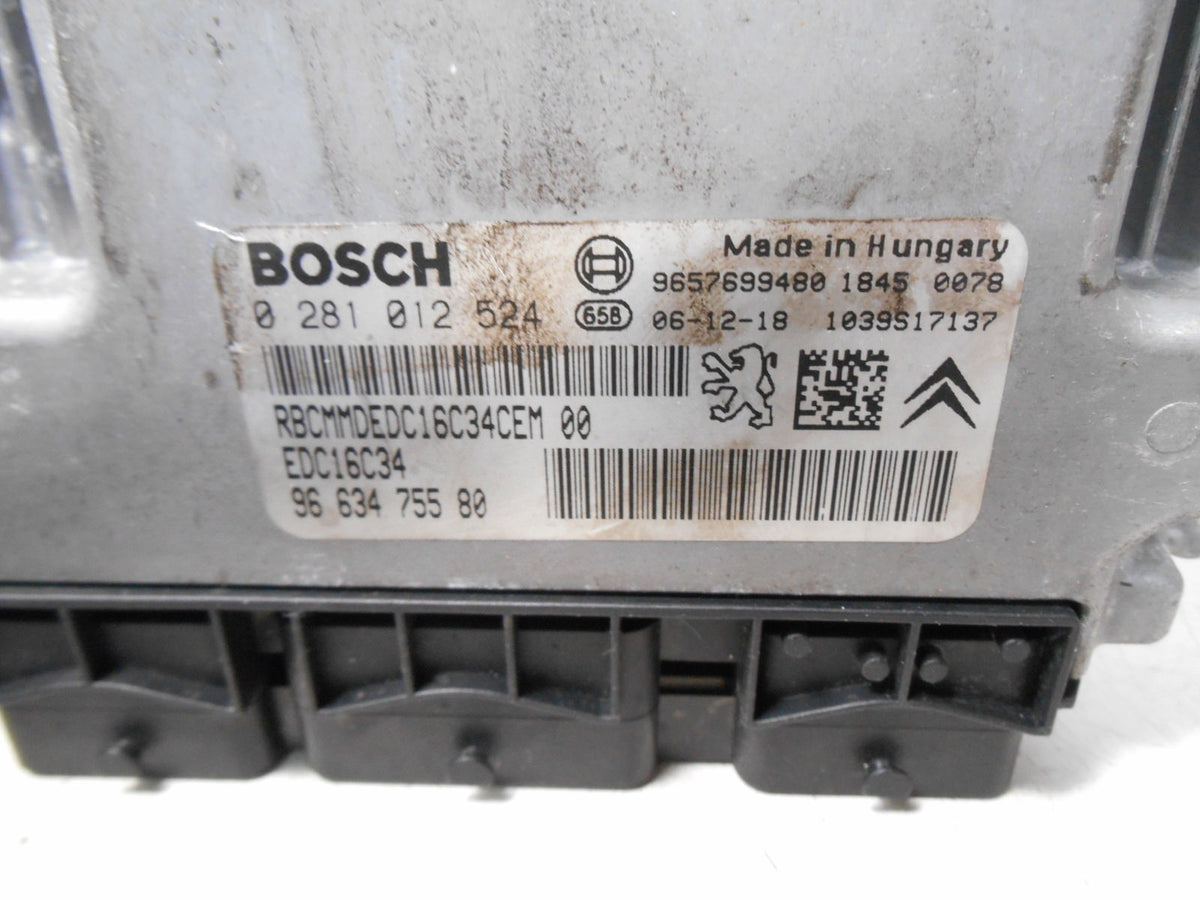 BOSCH
Made in Hungary
9657699480 1845 0078
0 281 012 524
658
06-12-18 1039S17137
RBCMMDEDC16C34CEM 00
EDC16C34
96 634 755 80